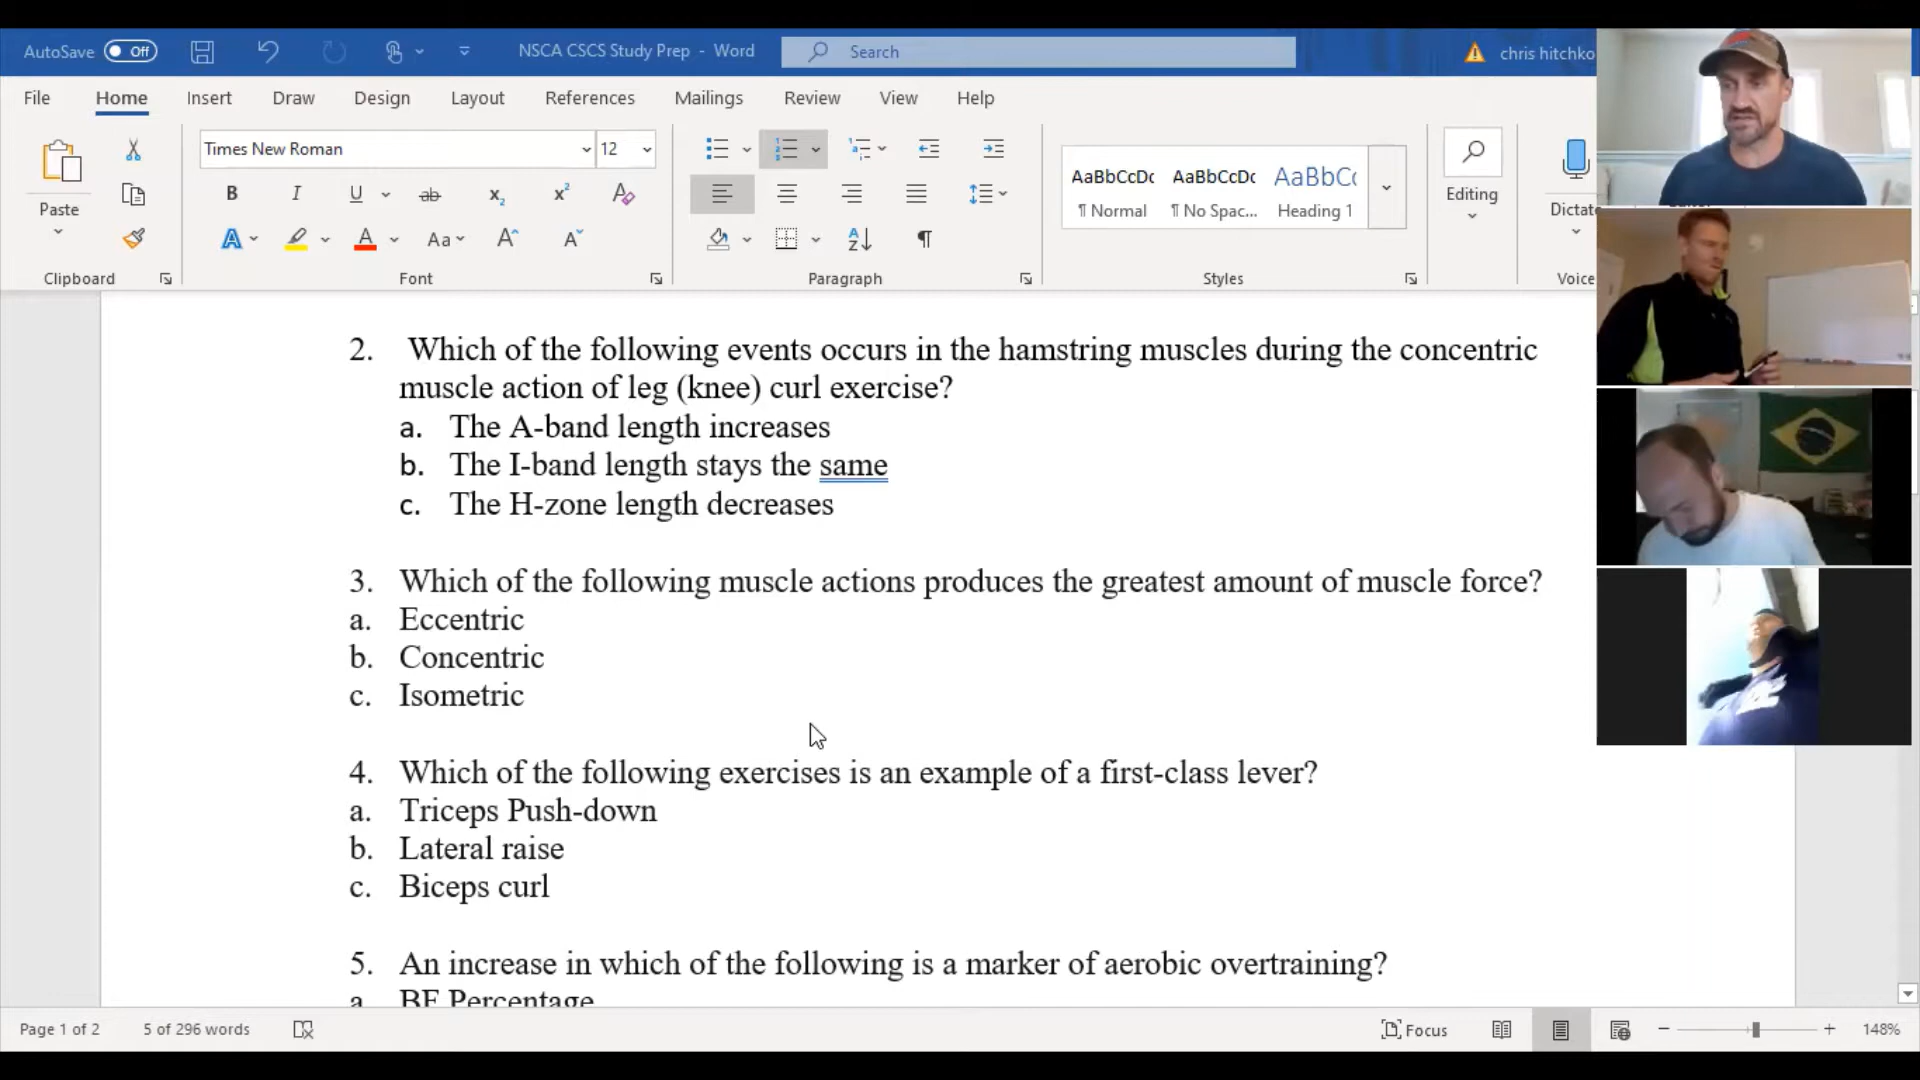 AutoSave Off NSCA CSCS Study Prep - Word Search chris hitchko
File Home Insert Draw Design Layout References Mailings Review View Help
Times New Roman 12
Paste
B I U ab x₂ x²
A A Aa A A
AaBbCcDc AaBbCcDc AaBbCc
¶ Normal ¶ No Spac... Heading 1
Editing
Dictate
Clipboard Font Paragraph Styles Voice
2. Which of the following events occurs in the hamstring muscles during the concentric
muscle action of leg (knee) curl exercise?
a. The A-band length increases
b. The I-band length stays the same
c. The H-zone length decreases
3. Which of the following muscle actions produces the greatest amount of muscle force?
a. Eccentric
b. Concentric
c. Isometric
4. Which of the following exercises is an example of a first-class lever?
a. Triceps Push-down
b. Lateral raise
c. Biceps curl
5. An increase in which of the following is a marker of aerobic overtraining?
a. BF Percentage
Page 1 of 2 5 of 296 words Focus 148%